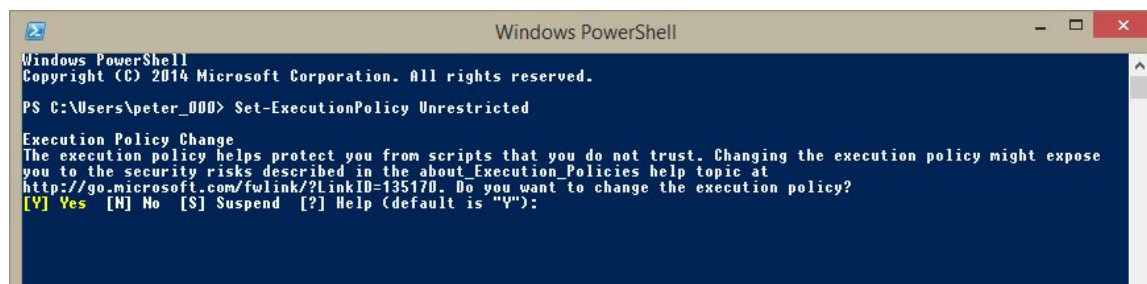 Windows PowerShell
Windows PowerShell
Copyright (C) 2014 Microsoft Corporation. All rights reserved.
PS C:\Users\peter_000> Set-ExecutionPolicy Unrestricted
Execution Policy Change
The execution policy helps protect you from scripts that you do not trust. Changing the execution policy might expose
you to the security risks described in the about_Execution_Policies help topic at
http://go.microsoft.com/fwlink/?LinkID=135170. Do you want to change the execution policy?
[Y] Yes  [N] No  [S] Suspend  [?] Help (default is "Y"):